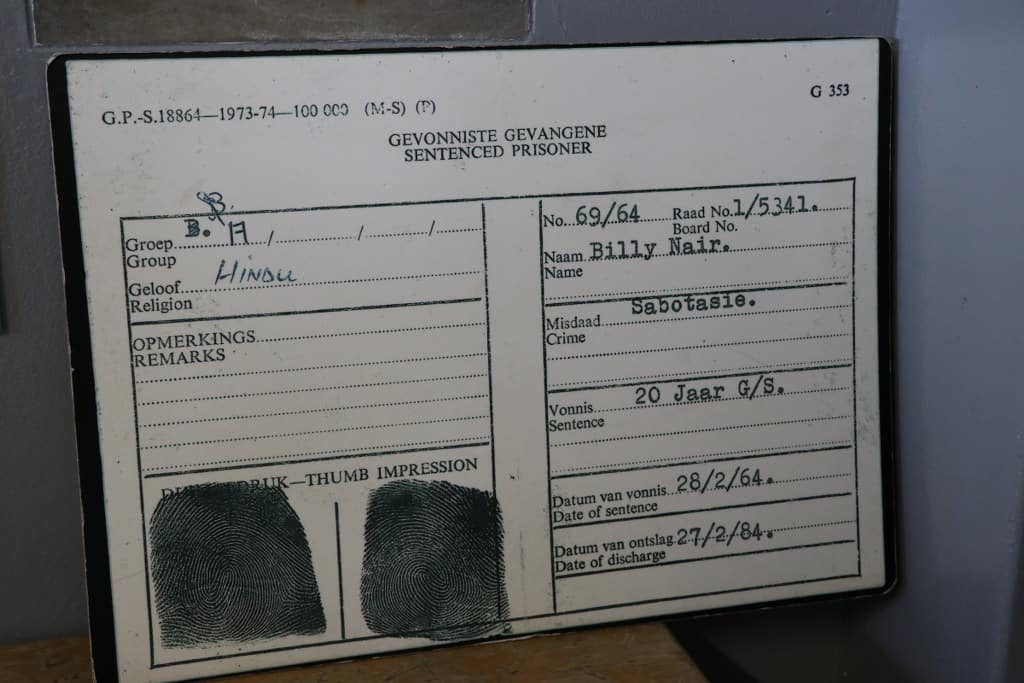 G 353
G.P.-S.18864—1973-74—100 000 (M-S) (P)
GEVONNISTE GEVANGENE
SENTENCED PRISONER
B.
B. A
Groep / / /
Group
Geloof HINDU
Religion
OPMERKINGS
REMARKS
DRUK—THUMB IMPRESSION
No. 69/64 Raad No. 1/5341.
Board No.
Naam Billy Nair.
Name
Sabotasie.
Misdaad
Crime
20 Jaar G/S.
Vonnis
Sentence
Datum van vonnis 28/2/64.
Date of sentence
Datum van ontslag 27/2/84.
Date of discharge